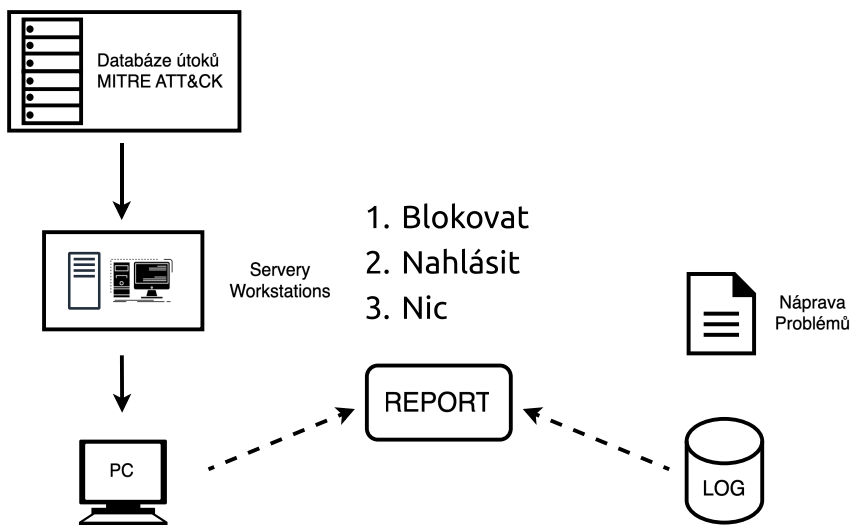 Databáze útoků
MITRE ATT&CK
Servery
Workstations
1. Blokovat
2. Nahlásit
3. Nic
Náprava
Problémů
REPORT
PC
LOG